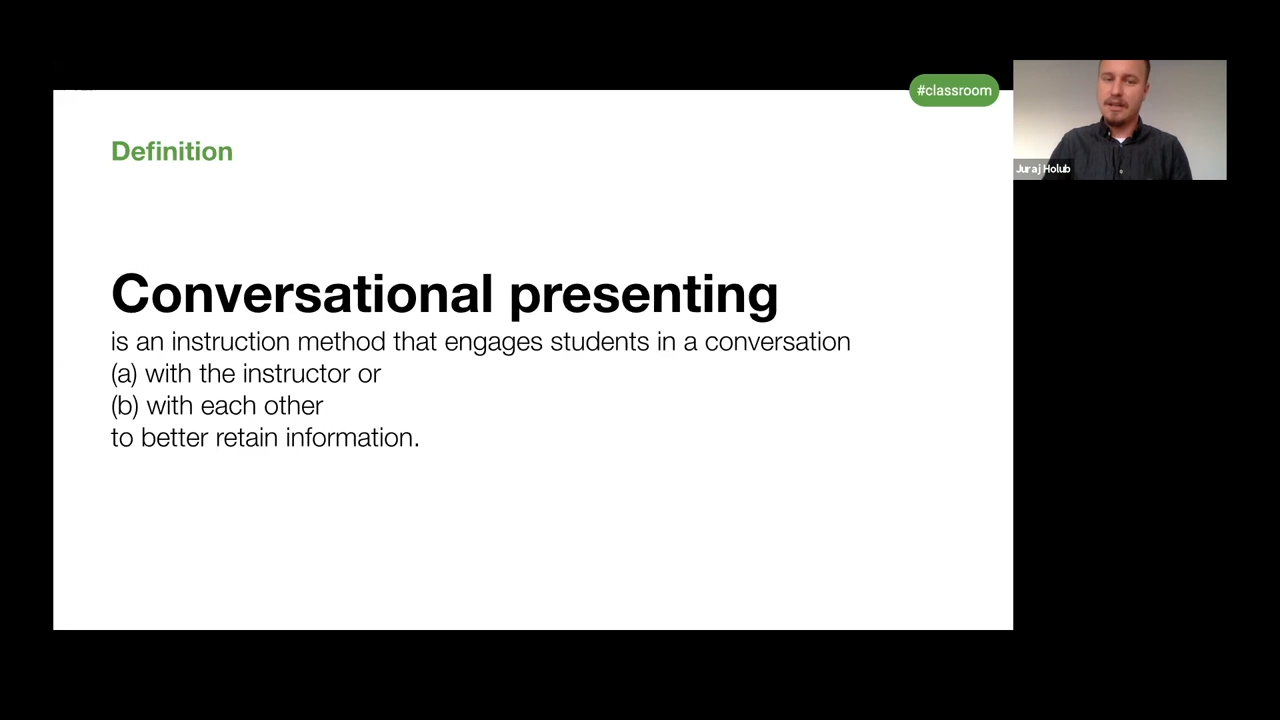 #classroom
Definition
Juraj Holub
Conversational presenting
is an instruction method that engages students in a conversation
(a) with the instructor or
(b) with each other
to better retain information.